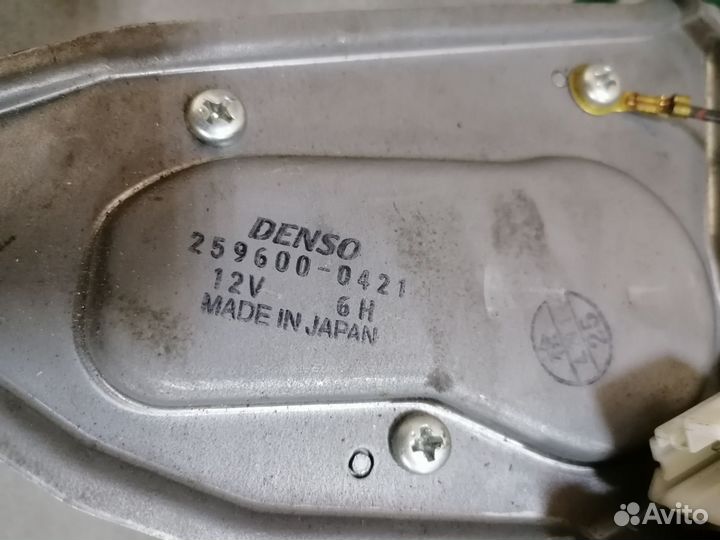 DENSO
259600-0421
12V 6H
MADE IN JAPAN
Avito